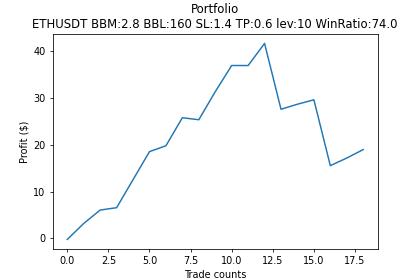 Portfolio
ETHUSDT BBM:2.8 BBL:160 SL:1.4 TP:0.6 lev:10 WinRatio:74.0
40
30
20
10
0
Profit ($)
0.0 2.5 5.0 7.5 10.0 12.5 15.0 17.5
Trade counts